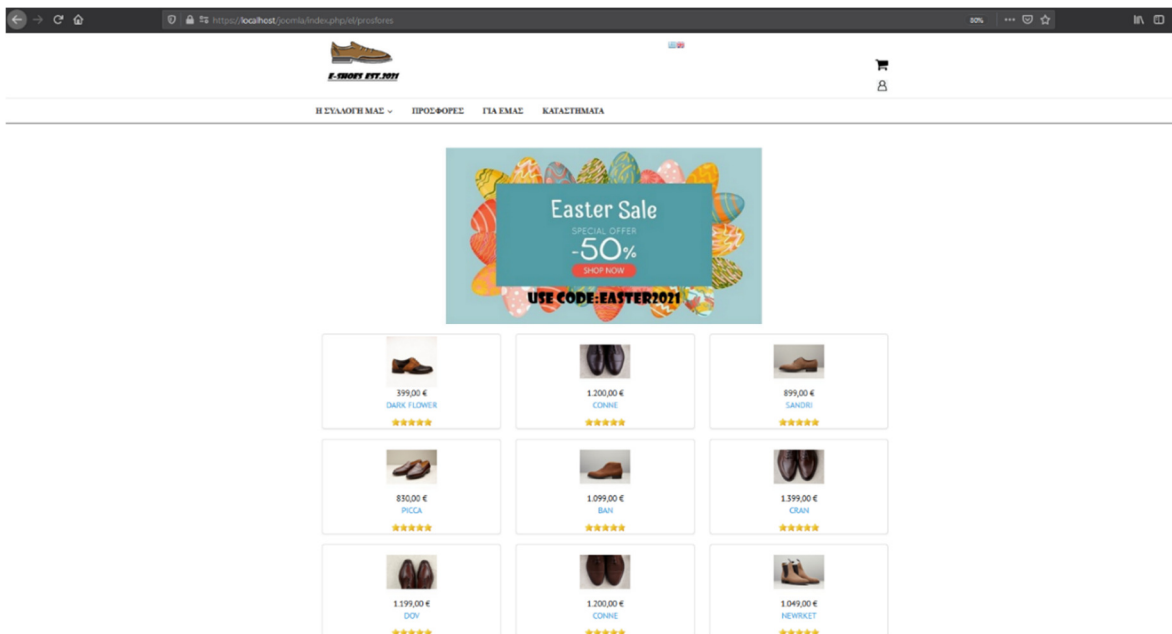 https://localhost/joomla/index.php/el/prosfores
80%
E-SHOES EST.2021
Η ΣΥΛΛΟΓΗ ΜΑΣ
ΠΡΟΣΦΟΡΕΣ
ΓΙΑ ΕΜΑΣ
ΚΑΤΑΣΤΗΜΑΤΑ
Easter Sale
SPECIAL OFFER
-50%
SHOP NOW
USE CODE:EASTER2021
399,00 €
DARK FLOWER
1.200,00 €
CONNE
899,00 €
SANDRI
830,00 €
PICCA
1.099,00 €
BAN
1.399,00 €
CRAN
1.199,00 €
DOV
1.200,00 €
CONNE
1.049,00 €
NEWRKET